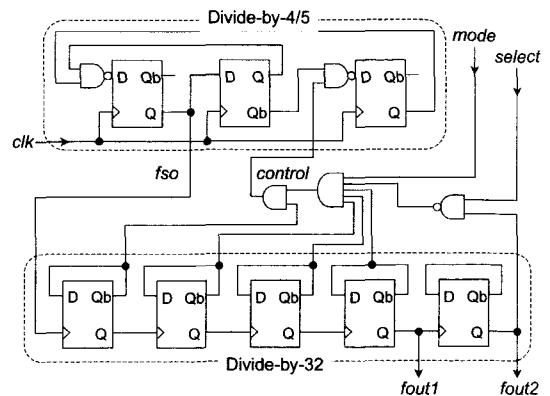 Divide-by-4/5
mode
select
D Qb
Q
D Q
Qb
D Qb
Q
clk
fso
control
D Qb
Q
D Qb
Q
D Qb
Q
D Qb
Q
D Qb
Q
Divide-by-32
fout1
fout2